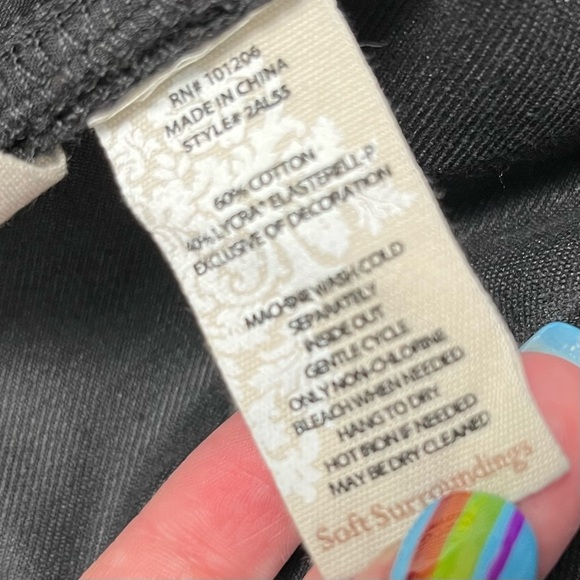 RN# 101206
MADE IN CHINA
STYLE# 2AL55
60% COTTON
40% LYCRA* ELASTERELL-P
EXCLUSIVE OF DECORATION
MACHINE WASH COLD
SEPARATELY
INSIDE OUT
GENTLE CYCLE
ONLY NON-CHLORINE
BLEACH WHEN NEEDED
HANG TO DRY
HOT IRON IF NEEDED
MAY BE DRY CLEANED
Soft Surroundings